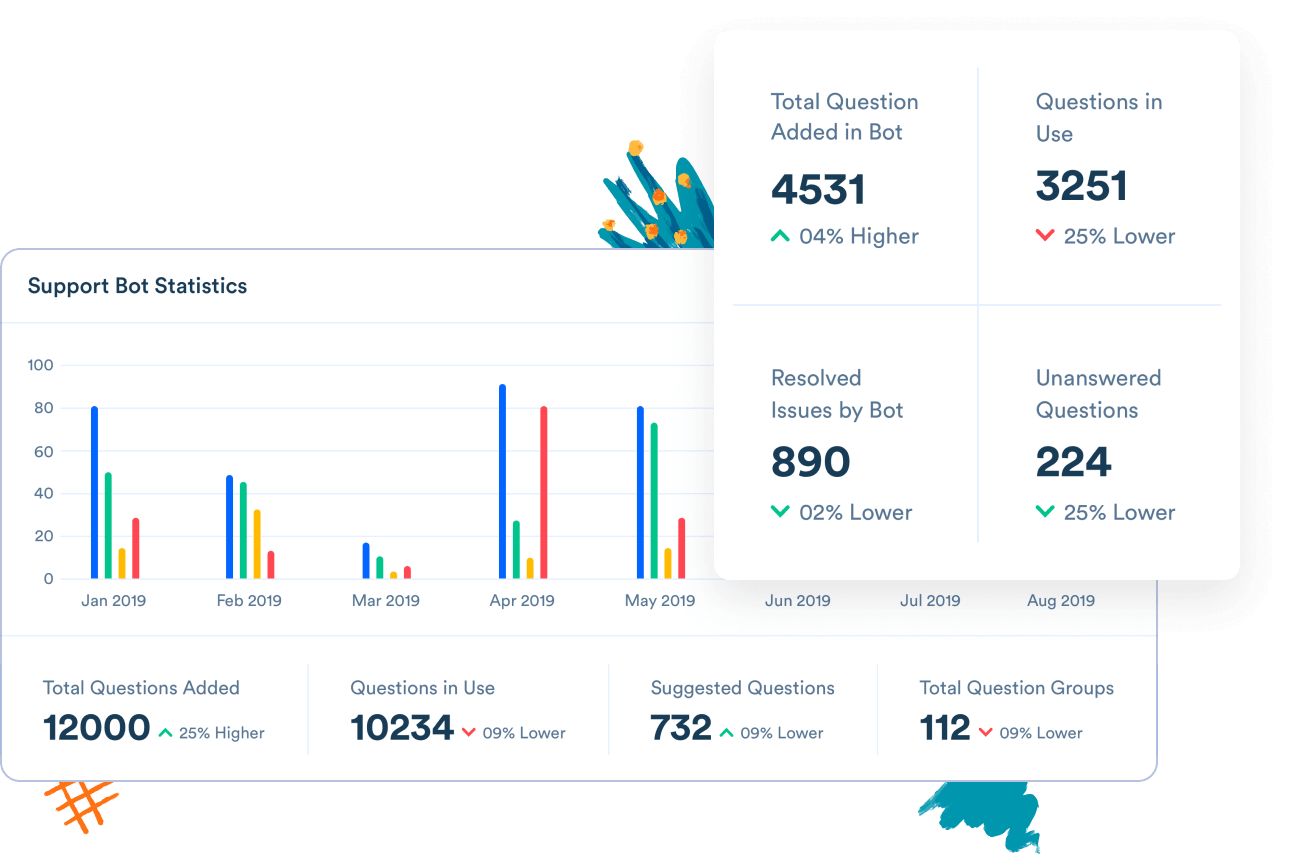 Total Question
Added in Bot
4531
04% Higher
Questions in
Use
3251
25% Lower
Resolved
Issues by Bot
890
02% Lower
Unanswered
Questions
224
25% Lower
Support Bot Statistics
100
80
60
40
20
0
Jan 2019
Feb 2019
Mar 2019
Apr 2019
May 2019
Jun 2019
Jul 2019
Aug 2019
Total Questions Added
12000 25% Higher
Questions in Use
10234 09% Lower
Suggested Questions
732 09% Lower
Total Question Groups
112 09% Lower